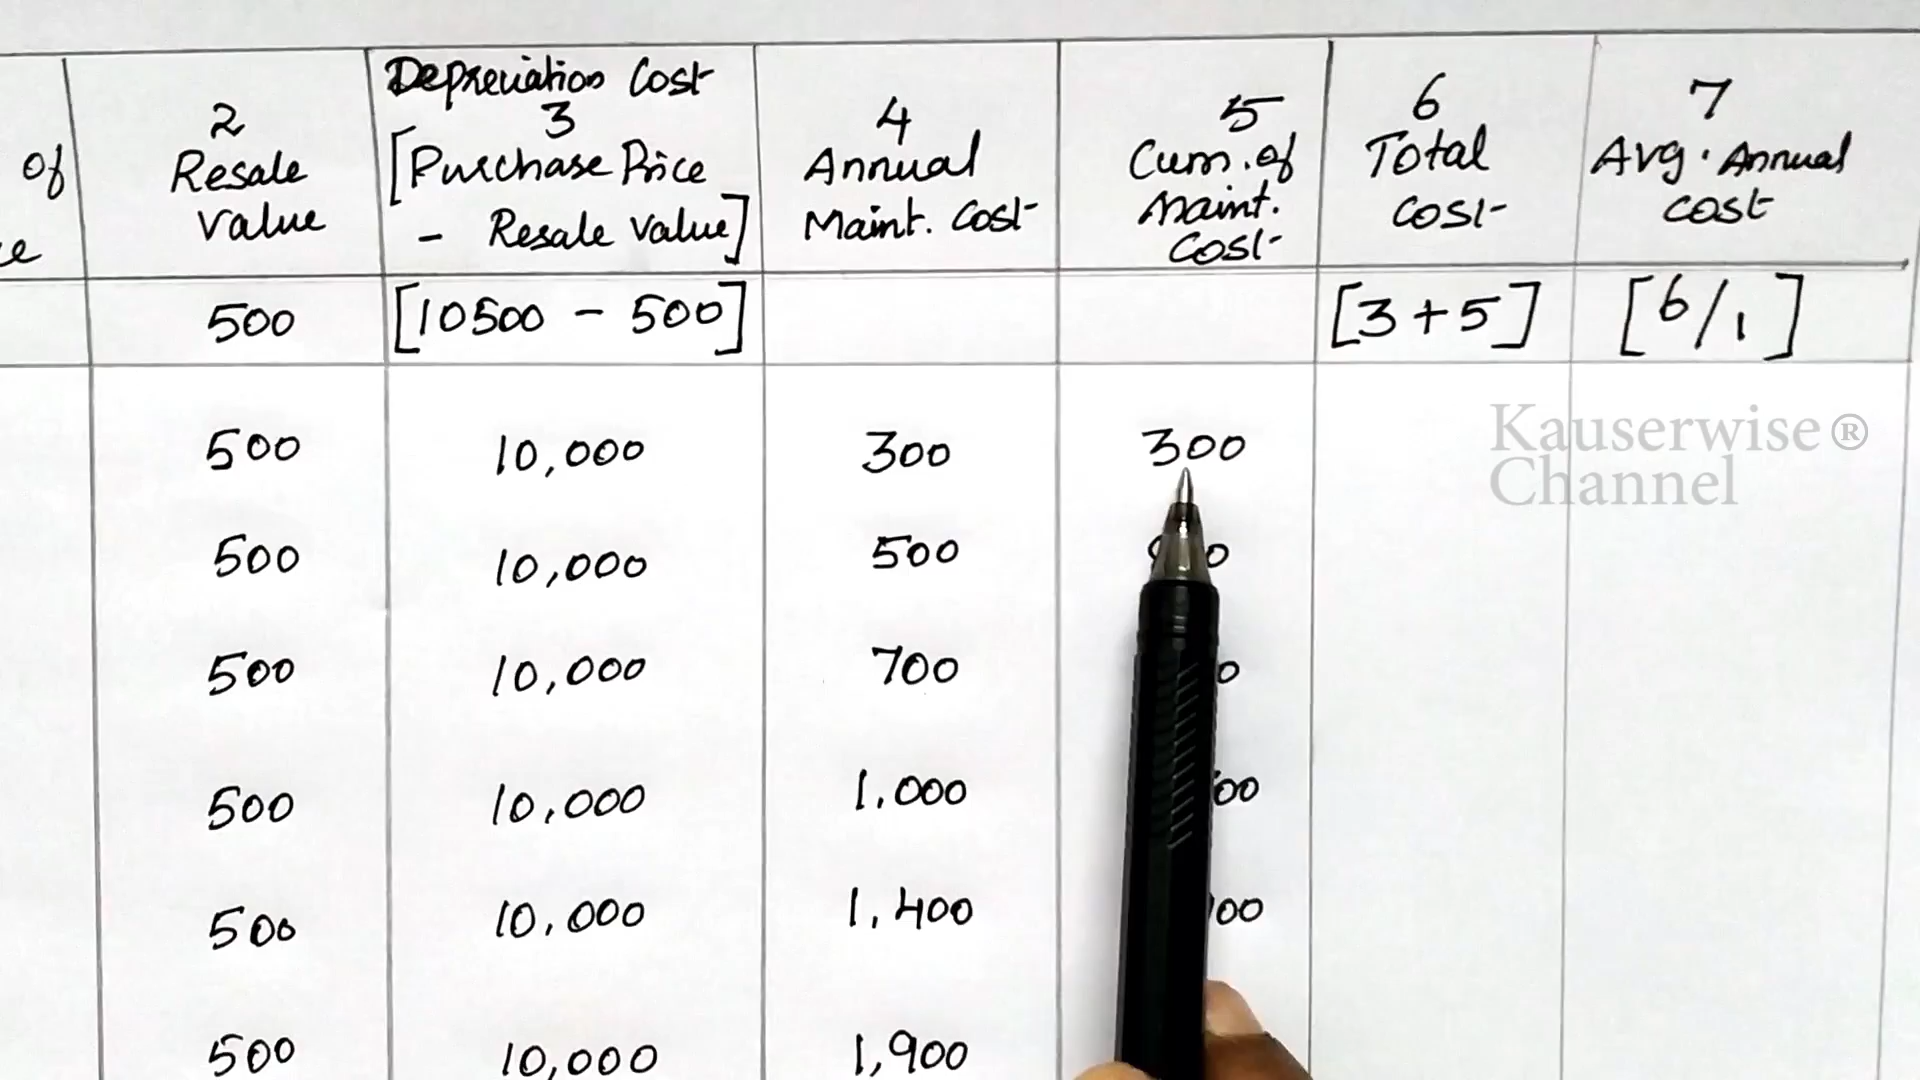 of
e
2
Resale
Value
Depreciation Cost
3
[Purchase Price
- Resale Value]
4
Annual
Maint. Cost
5
Cum. of
Maint.
Cost
6
Total
Cost
7
Avg. Annual
Cost
500 [10500 - 500] [3+5] [6/1]
500 10,000 300 300
500 10,000 500
500 10,000 700
500 10,000 1,000
500 10,000 1,400
500 10,000 1,900
Kauserwise®
Channel